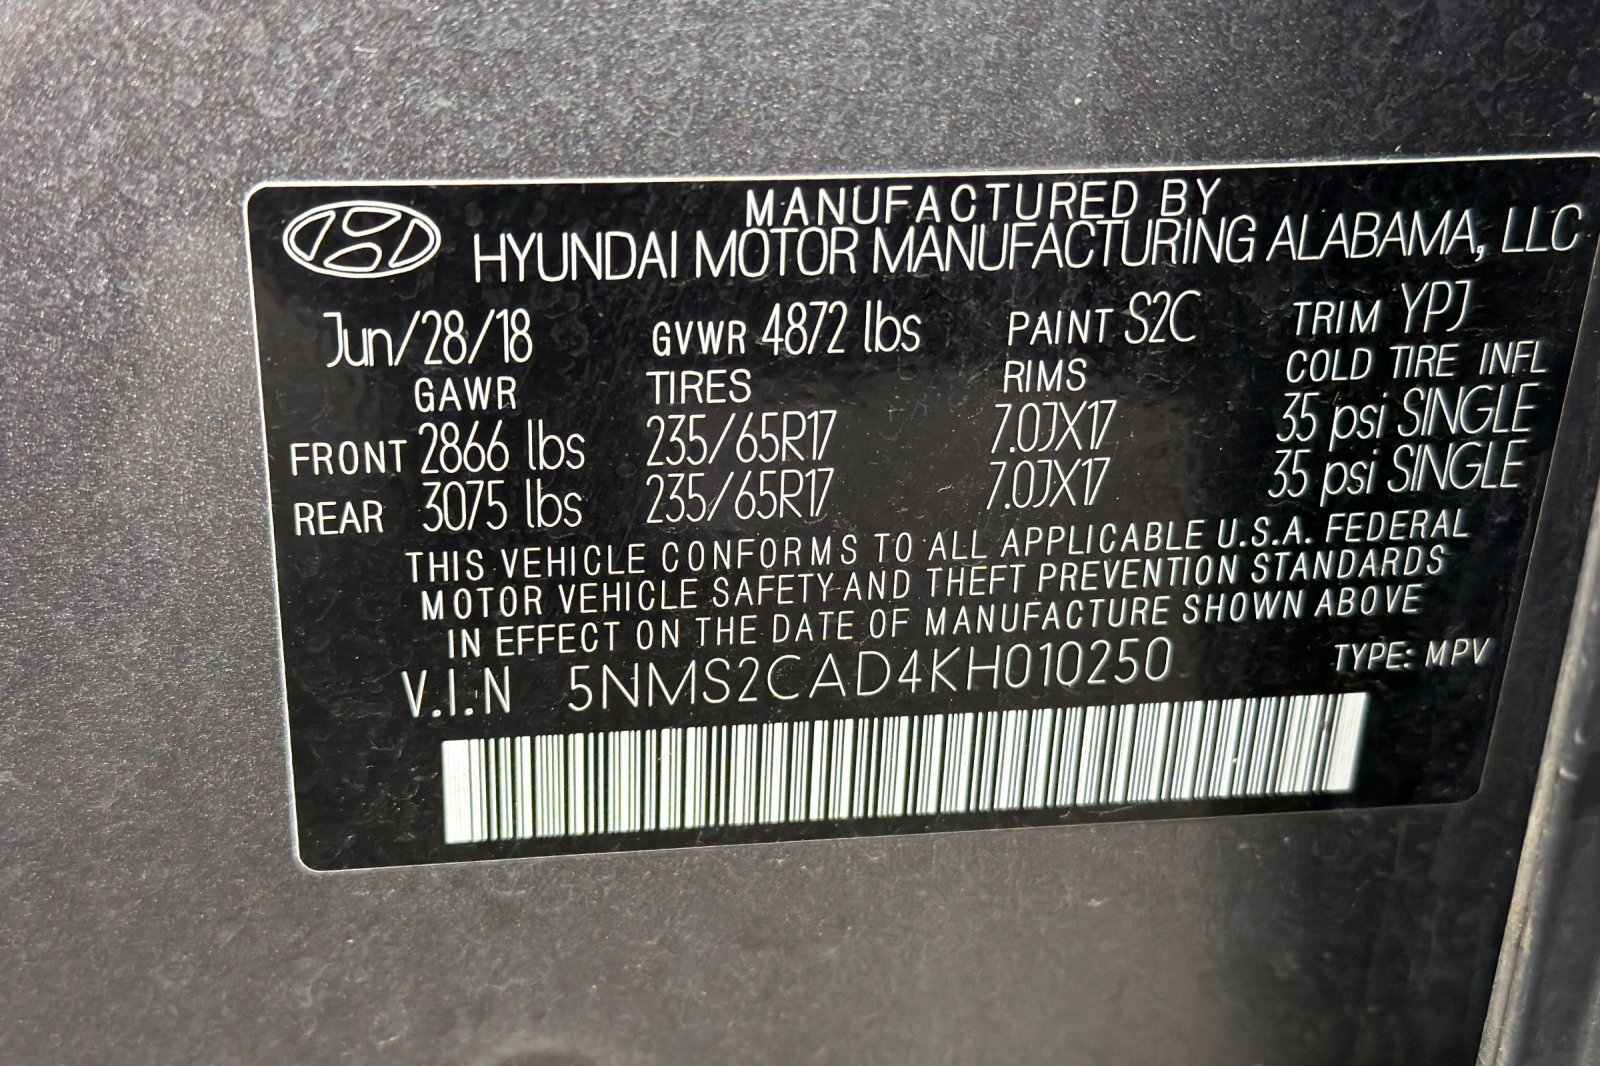 MANUFACTURED BY
HYUNDAI MOTOR MANUFACTURING ALABAMA, LLC
Jun/28/18 GVWR 4872 lbs PAINT S2C TRIM YPJ
GAWR TIRES RIMS COLD TIRE INFL
FRONT 2866 lbs 235/65R17 7.0JX17 35 psi SINGLE
REAR 3075 lbs 235/65R17 7.0JX17 35 psi SINGLE
THIS VEHICLE CONFORMS TO ALL APPLICABLE U.S.A. FEDERAL
MOTOR VEHICLE SAFETY AND THEFT PREVENTION STANDARDS
IN EFFECT ON THE DATE OF MANUFACTURE SHOWN ABOVE
V.I.N 5NMS2CAD4KH010250 TYPE: MPV